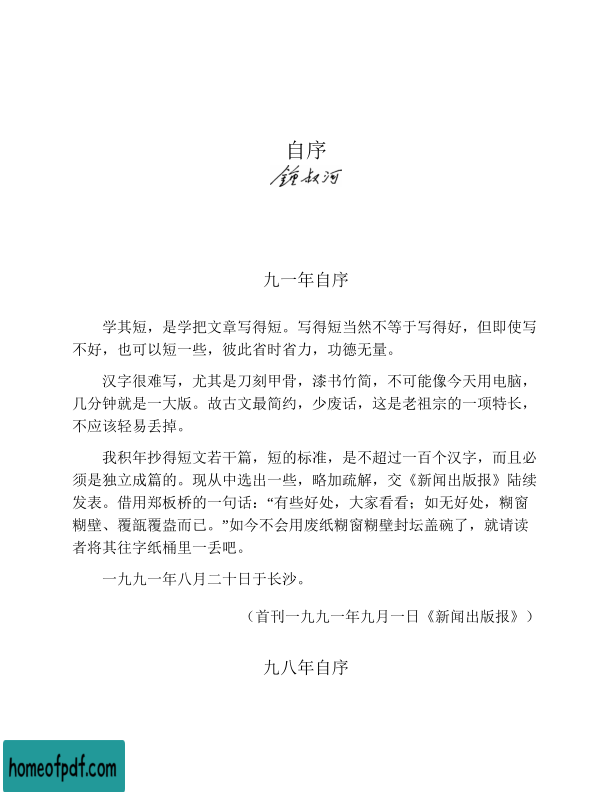 自序
鍾叔河
九一年自序
学其短，是学把文章写得短。写得短当然不等于写得好，但即使写
不好，也可以短一些，彼此省时省力，功德无量。
汉字很难写，尤其是刀刻甲骨，漆书竹简，不可能像今天用电脑，
几分钟就是一大版。故古文最简约，少废话，这是老祖宗的一项特长，
不应该轻易丢掉。
我积年抄得短文若干篇，短的标准，是不超过一百个汉字，而且必
须是独立成篇的。现从中选出一些，略加疏解，交《新闻出版报》陆续
发表。借用郑板桥的一句话：“有些好处，大家看看；如无好处，糊窗
糊壁、覆瓿覆盎而已。”如今不会用废纸糊窗糊壁封坛盖碗了，就请读
者将其往字纸桶里一丢吧。
一九九一年八月二十日于长沙。
（首刊一九九一年九月一日《新闻出版报》）
九八年自序
homeofpdf.com